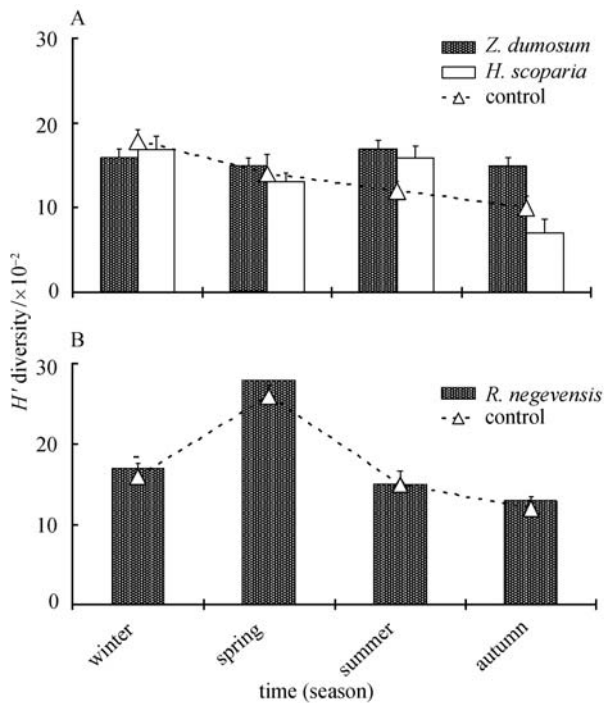 A
30
20
10
0
Z. dumosum
H. scoparia
control
H' diversity/×10⁻²
B
30
20
10
0
R. negevensis
control
winter
spring
summer
autumn
time (season)